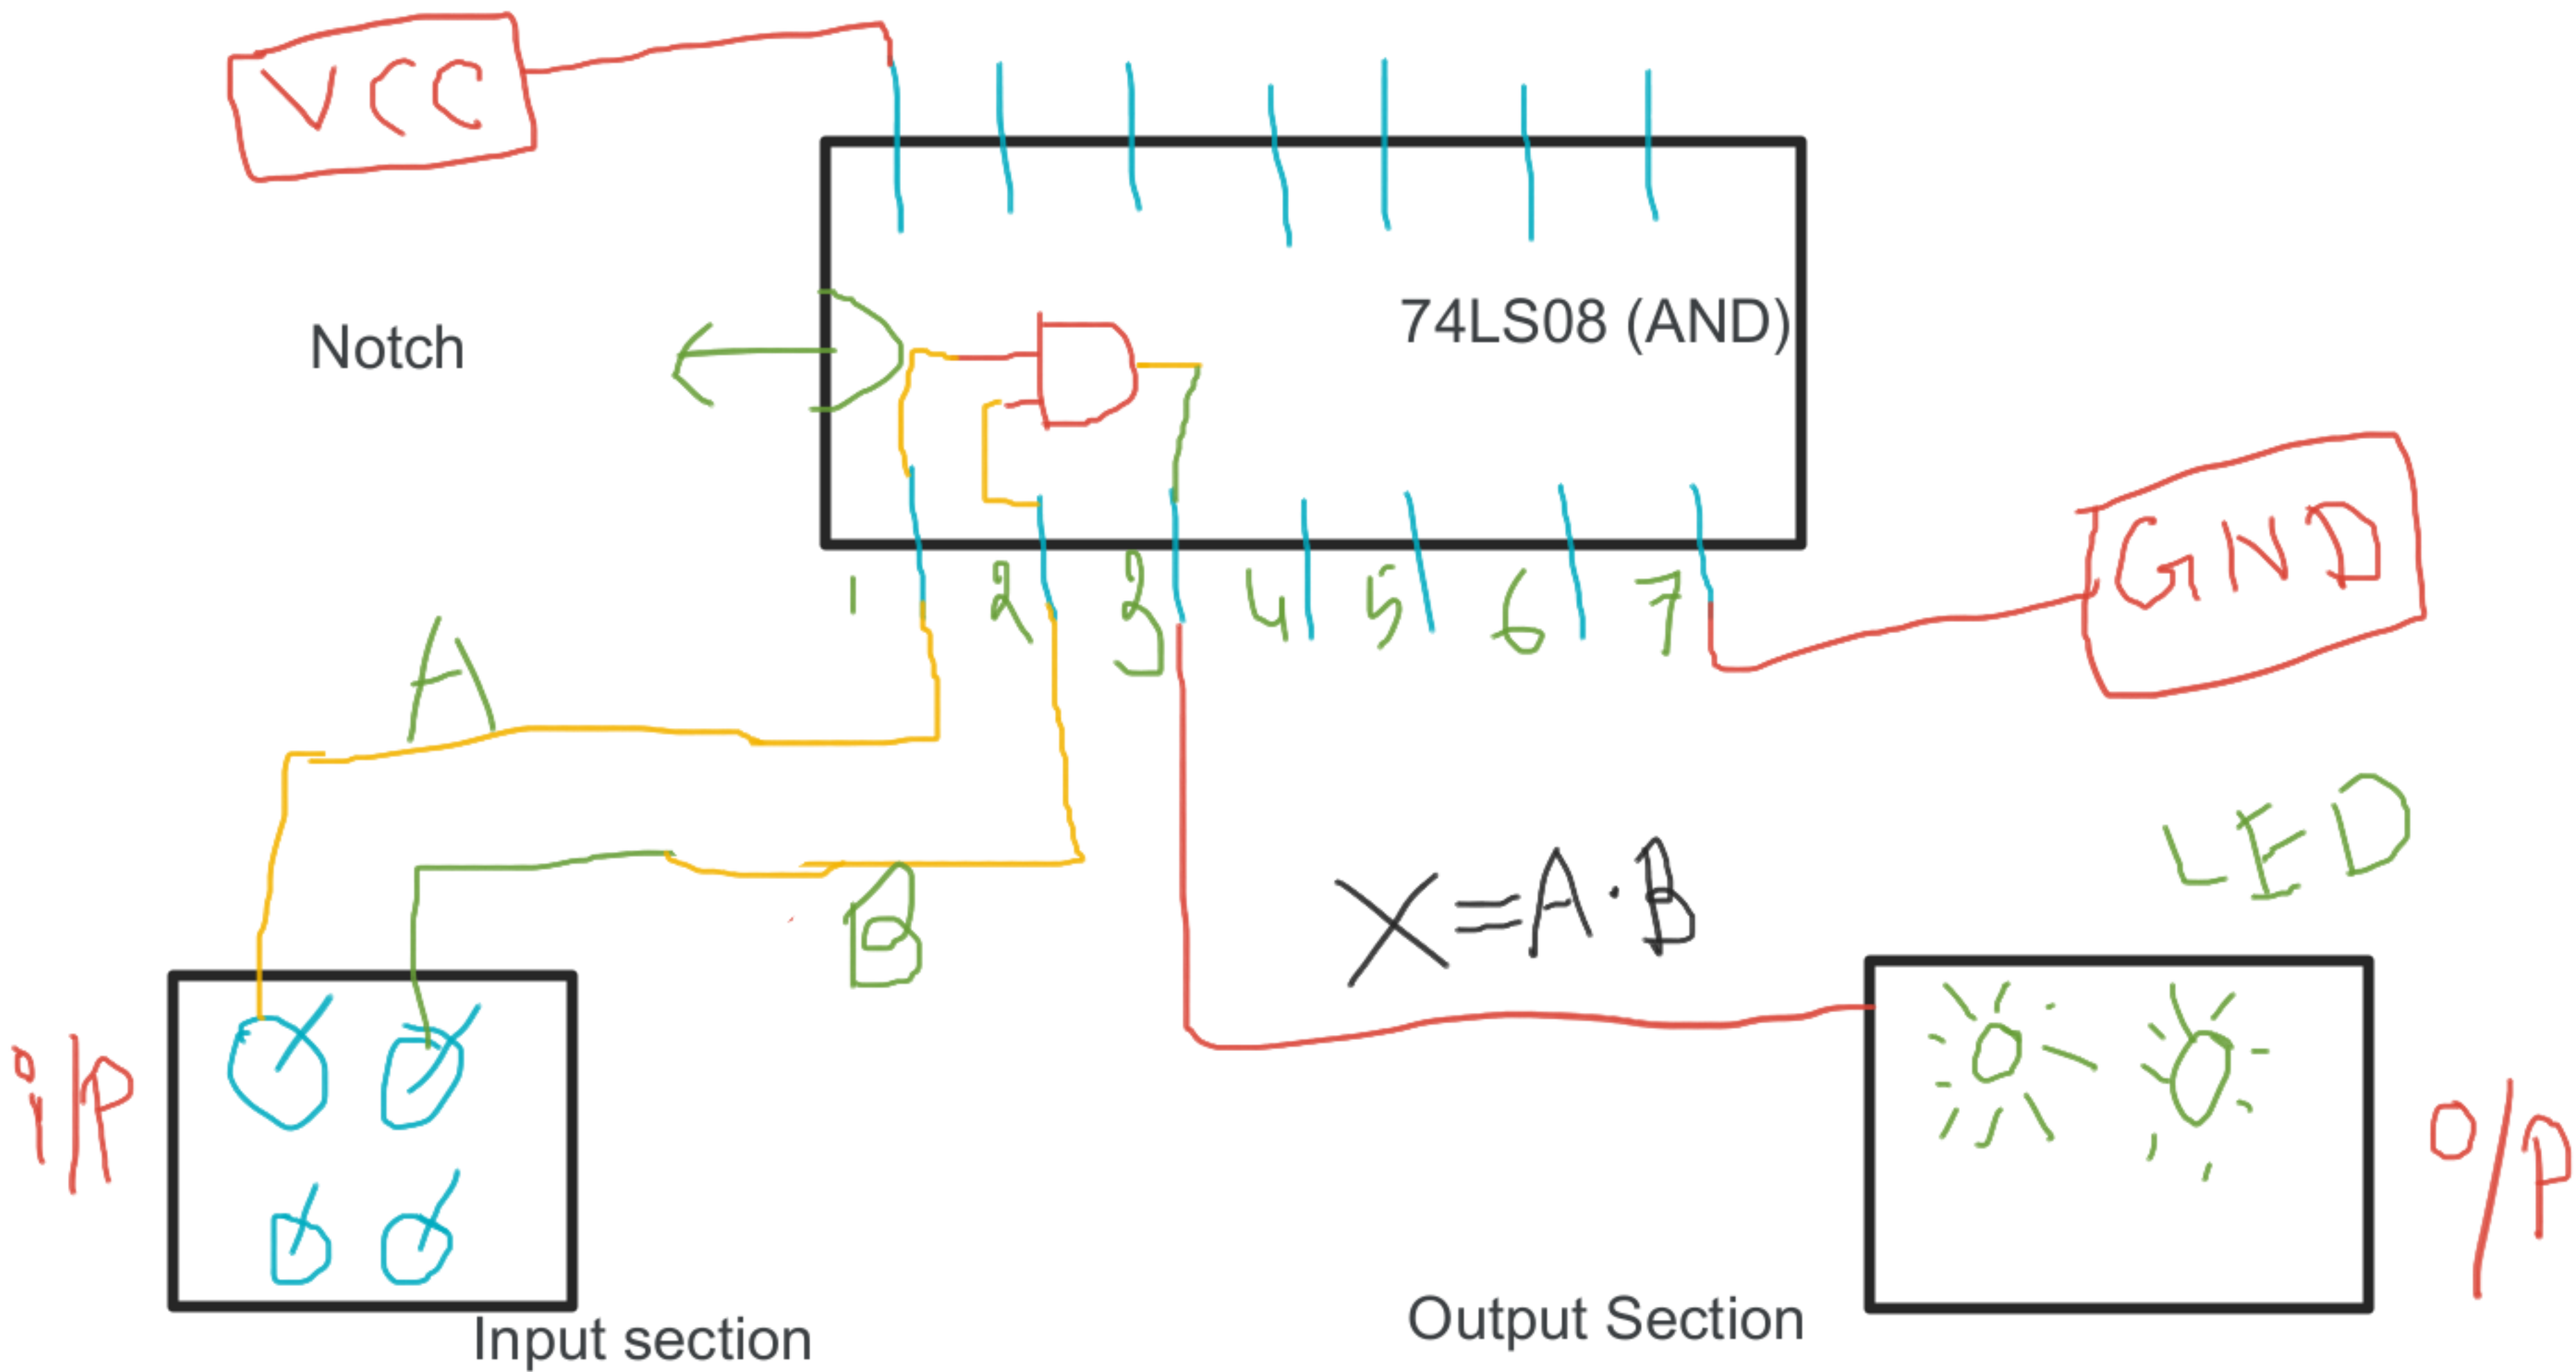 VCC
74LS08 (AND)
Notch
GND
1 2 3 4 5 6 7
A
LED
B
X=A·B
i/p
O/P
Input section
Output Section